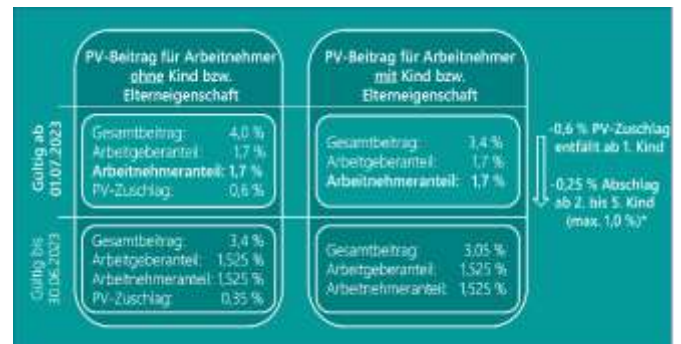 PV-Beitrag für Arbeitnehmer
ohne Kind bzw.
Elterneigenschaft
PV-Beitrag für Arbeitnehmer
mit Kind bzw.
Elterneigenschaft
Gültig ab
01.07.2023
Gesamtbeitrag: 4,0 %
Arbeitgeberanteil: 1,7 %
Arbeitnehmeranteil: 1,7 %
PV-Zuschlag: 0,6 %
Gesamtbeitrag: 3,4 %
Arbeitgeberanteil: 1,7 %
Arbeitnehmeranteil: 1,7 %
-0,6 % PV-Zuschlag
entfällt ab 1. Kind
-0,25 % Abschlag
ab 2. bis 5. Kind
(max. 1,0 %)*
Gültig bis
30.06.2023
Gesamtbeitrag: 3,4 %
Arbeitgeberanteil: 1,525 %
Arbeitnehmeranteil: 1,525 %
PV-Zuschlag: 0,35 %
Gesamtbeitrag: 3,05 %
Arbeitgeberanteil: 1,525 %
Arbeitnehmeranteil: 1,525 %